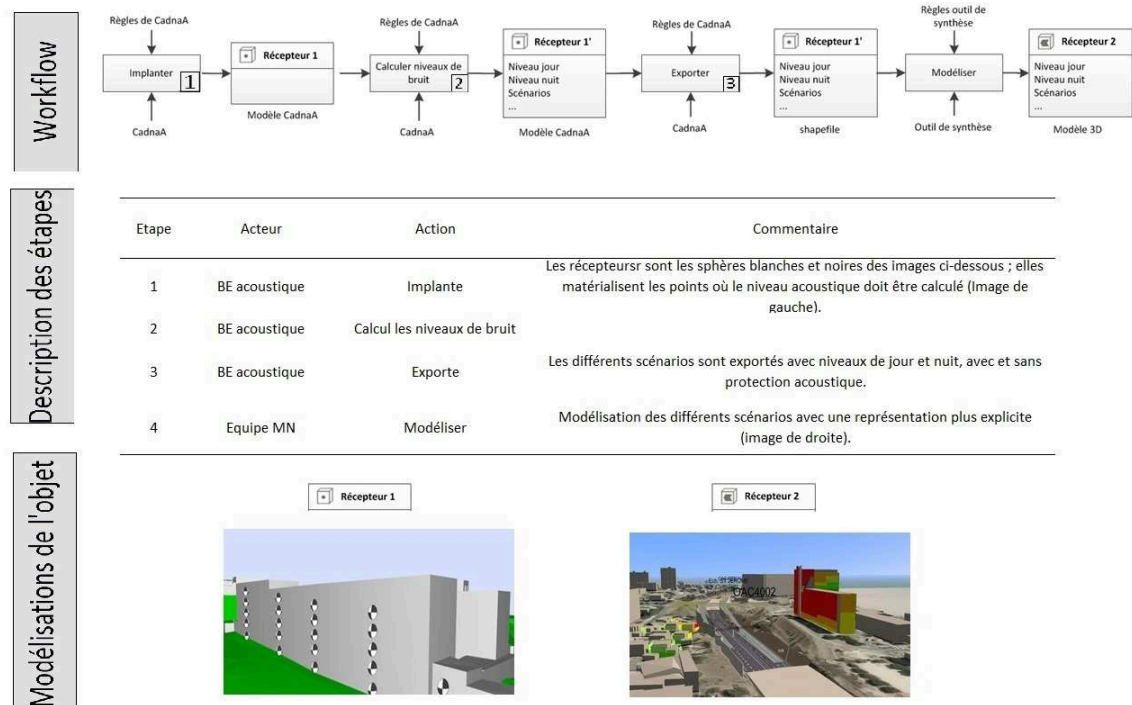 Workflow
Règles de CadnaA
Implanter
1
CadnaA
Récepteur 1
Modèle CadnaA
Règles de CadnaA
Calculer niveaux de
bruit
2
CadnaA
Récepteur 1'
Niveau jour
Niveau nuit
Scénarios
...
Modèle CadnaA
Règles de CadnaA
Exporter
3
CadnaA
Récepteur 1'
Niveau jour
Niveau nuit
Scénarios
...
shapefile
Règles outil de
synthèse
Modéliser
Outil de synthèse
Récepteur 2
Niveau jour
Niveau nuit
Scénarios
...
Modèle 3D
Description des étapes
Etape Acteur Action Commentaire
1 BE acoustique Implante
Les récepteursr sont les sphères blanches et noires des images ci-dessous ; elles
matérialisent les points où le niveau acoustique doit être calculé (Image de
gauche).
2 BE acoustique Calcul les niveaux de bruit
3 BE acoustique Exporte
Les différents scénarios sont exportés avec niveaux de jour et nuit, avec et sans
protection acoustique.
4 Equipe MN Modéliser
Modélisation des différents scénarios avec une représentation plus explicite
(image de droite).
Modélisations de l'objet
Récepteur 1
Récepteur 2
OAC4002